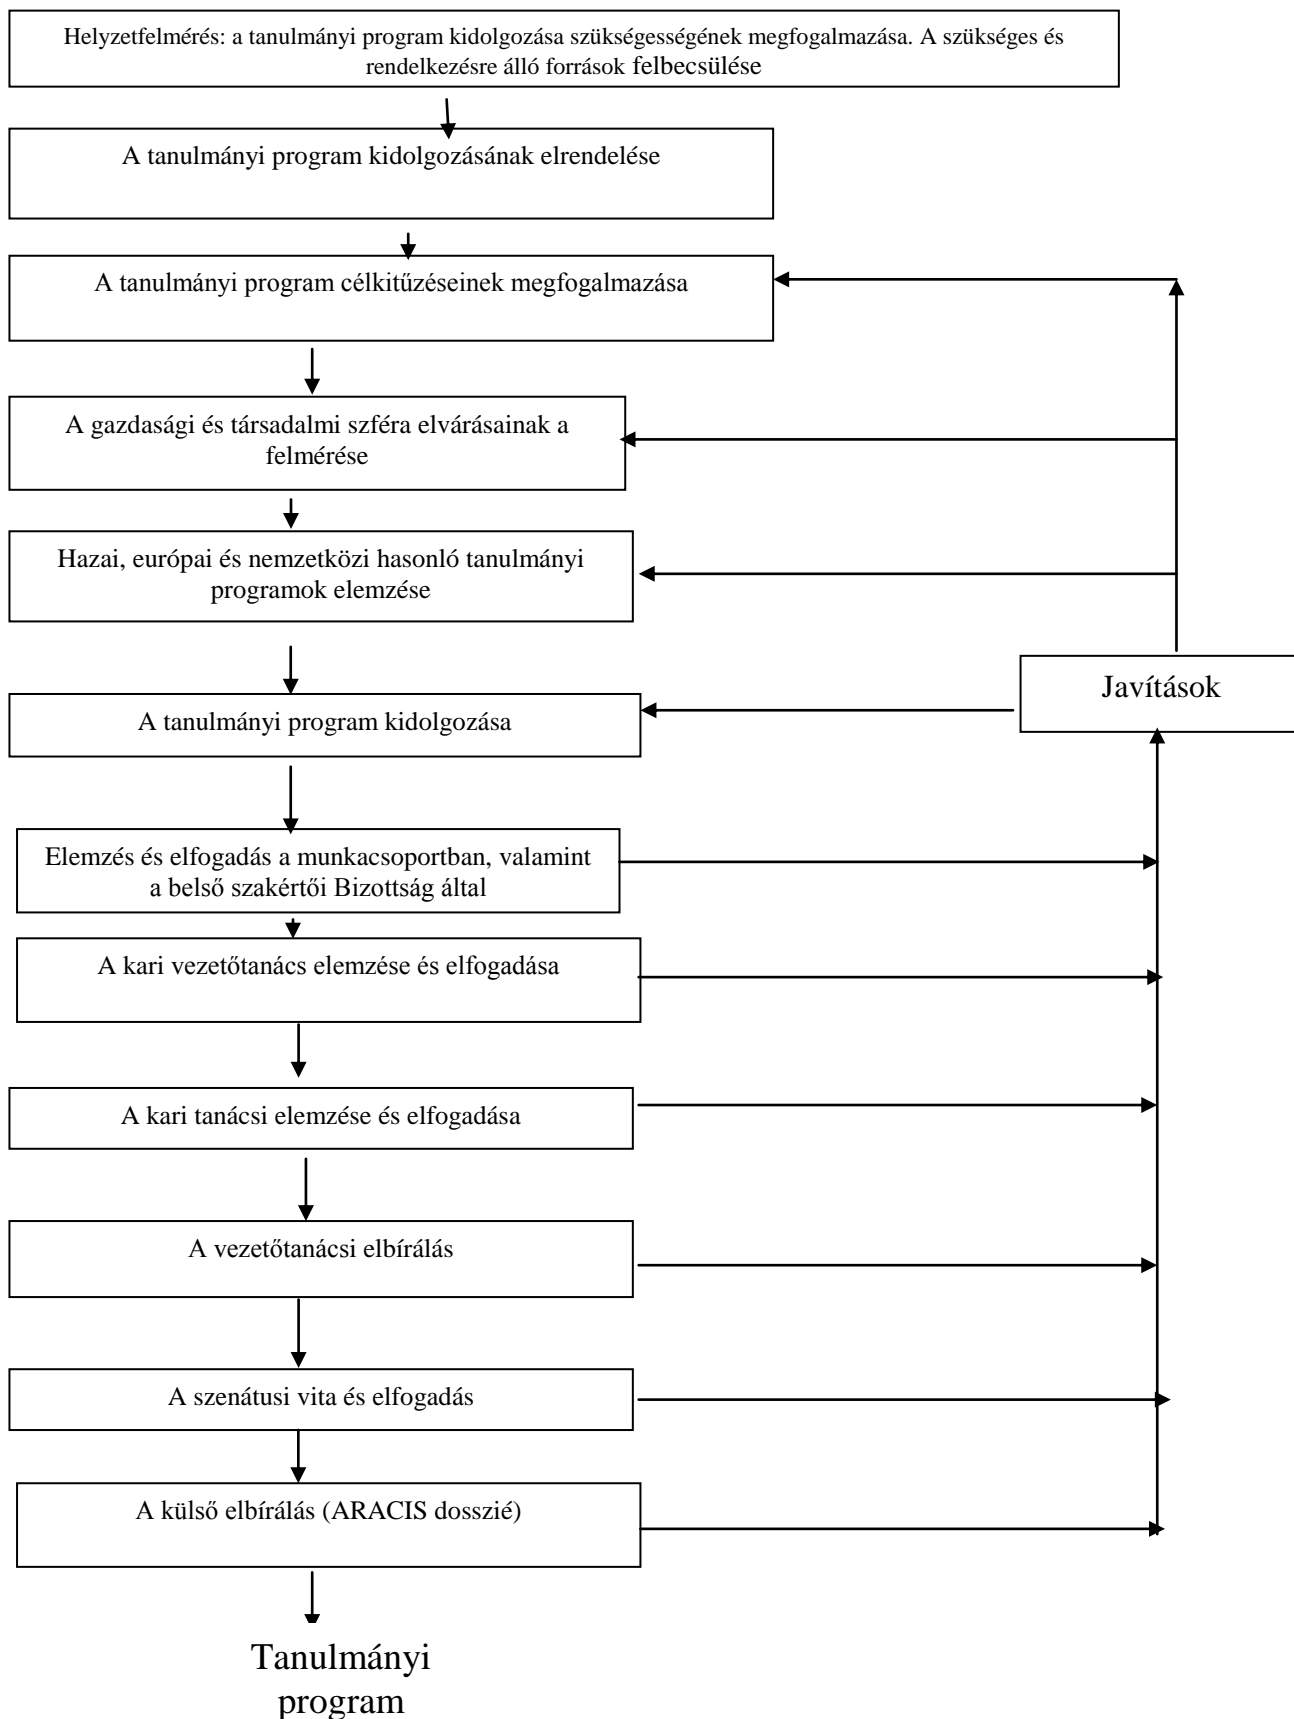 Helyzetfelmérés: a tanulmányi program kidolgozása szükségességének megfogalmazása. A szükséges és
rendelkezésre álló források felbecsülése
A tanulmányi program kidolgozásának elrendelése
A tanulmányi program célkitűzéseinek megfogalmazása
A gazdasági és társadalmi szféra elvárásainak a
felmérése
Hazai, európai és nemzetközi hasonló tanulmányi
programok elemzése
Javítások
A tanulmányi program kidolgozása
Elemzés és elfogadás a munkacsoportban, valamint
a belső szakértői Bizottság által
A kari vezetőtanács elemzése és elfogadása
A kari tanácsi elemzése és elfogadása
A vezetőtanácsi elbírálás
A szenátusi vita és elfogadás
A külső elbírálás (ARACIS dosszié)
Tanulmányi
program